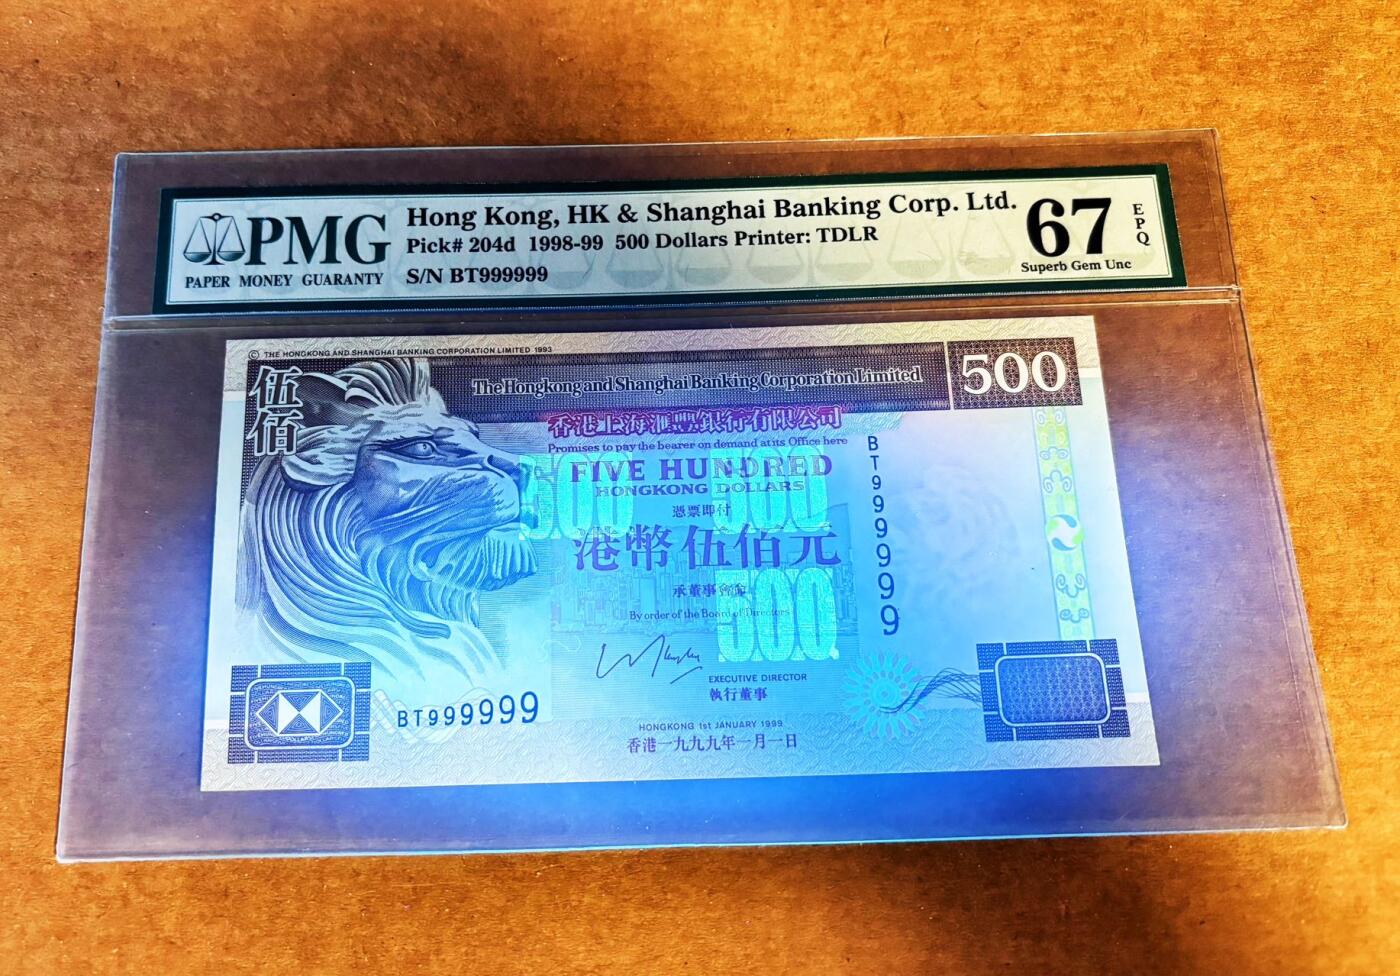 PMG
PAPER MONEY GUARANTY
Hong Kong, HK & Shanghai Banking Corp. Ltd.
Pick# 204d 1998-99 500 Dollars Printer: TDLR
S/N BT999999
67
EPQ
Superb Gem Unc
© THE HONGKONG AND SHANGHAI BANKING CORPORATION LIMITED 1993
伍佰
The Hongkong and Shanghai Banking Corporation Limited
500
香港上海滙豐銀行有限公司
Promises to pay the bearer on demand at its Office here
FIVE HUNDRED
HONGKONG DOLLARS
500
500
憑票即付
港幣伍佰元
承董事會命
By order of the Board of Directors
500
EXECUTIVE DIRECTOR
執行董事
BT999999
BT999999
HONGKONG 1st JANUARY 1999
香港一九九九年一月一日